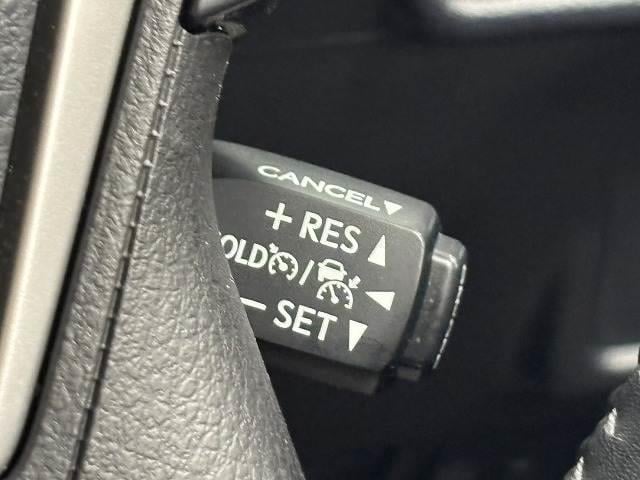 CANCEL▼
+ RES ▲
OLD / ◀
− SET ▼